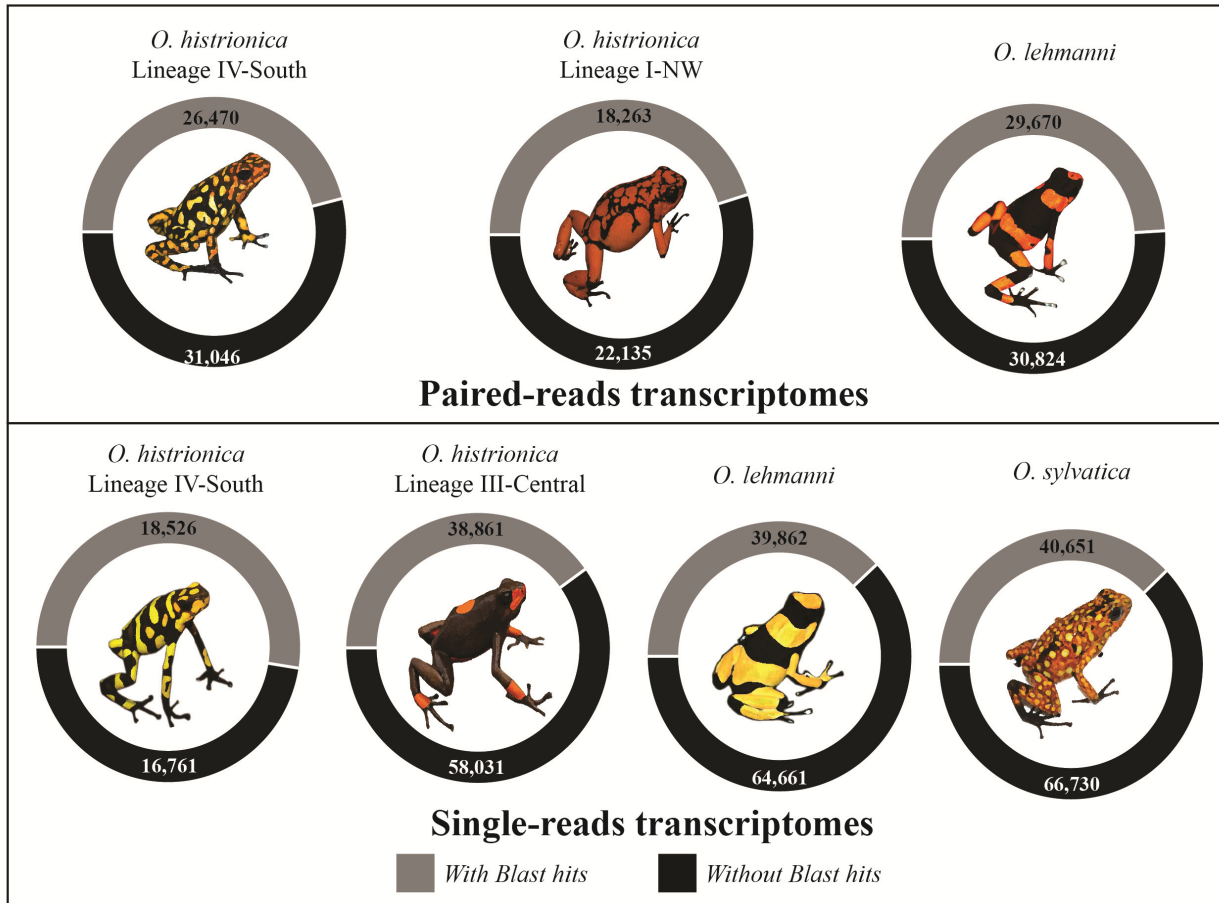 O. histrionica
Lineage IV-South
O. histrionica
Lineage I-NW
O. lehmanni
26,470
18,263
29,670
31,046
22,135
30,824
Paired-reads transcriptomes
O. histrionica
Lineage IV-South
O. histrionica
Lineage III-Central
O. lehmanni
O. sylvatica
18,526
38,861
39,862
40,651
16,761
58,031
64,661
66,730
Single-reads transcriptomes
With Blast hits
Without Blast hits